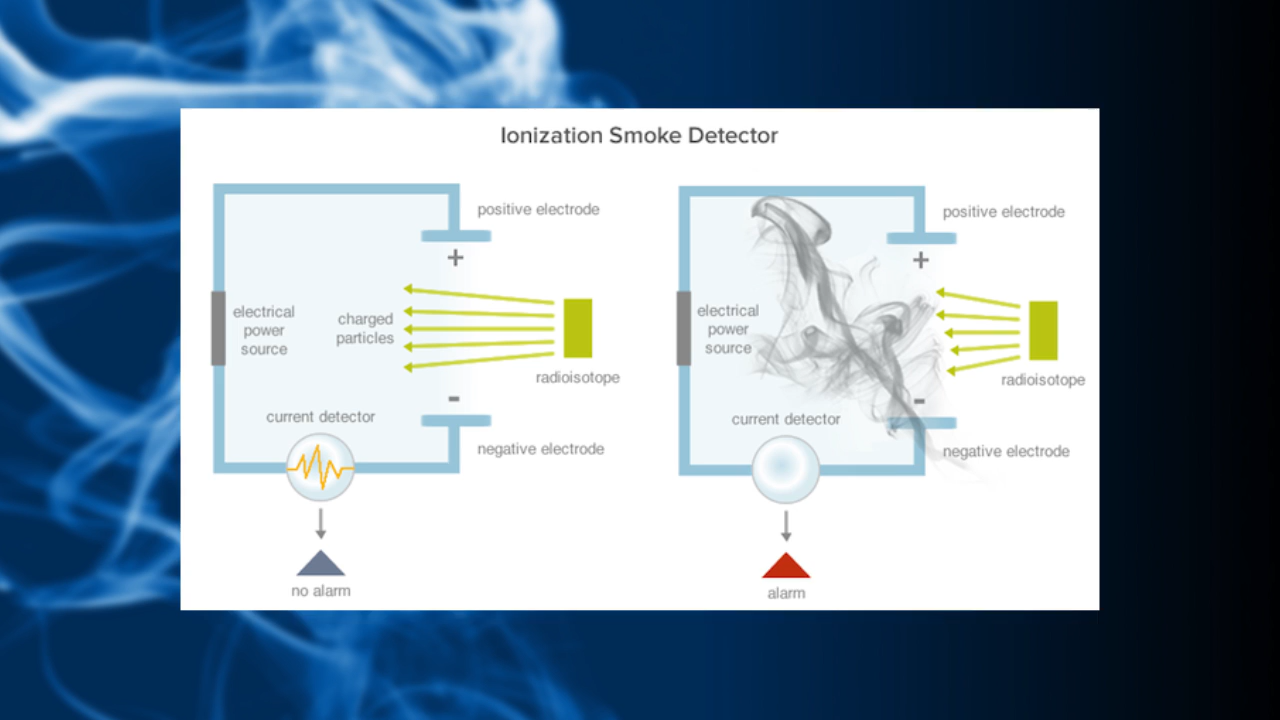 Ionization Smoke Detector
positive electrode
+
electrical
power
source
charged
particles
radioisotope
-
current detector
negative electrode
no alarm
positive electrode
+
electrical
power
source
radioisotope
-
current detector
negative electrode
alarm